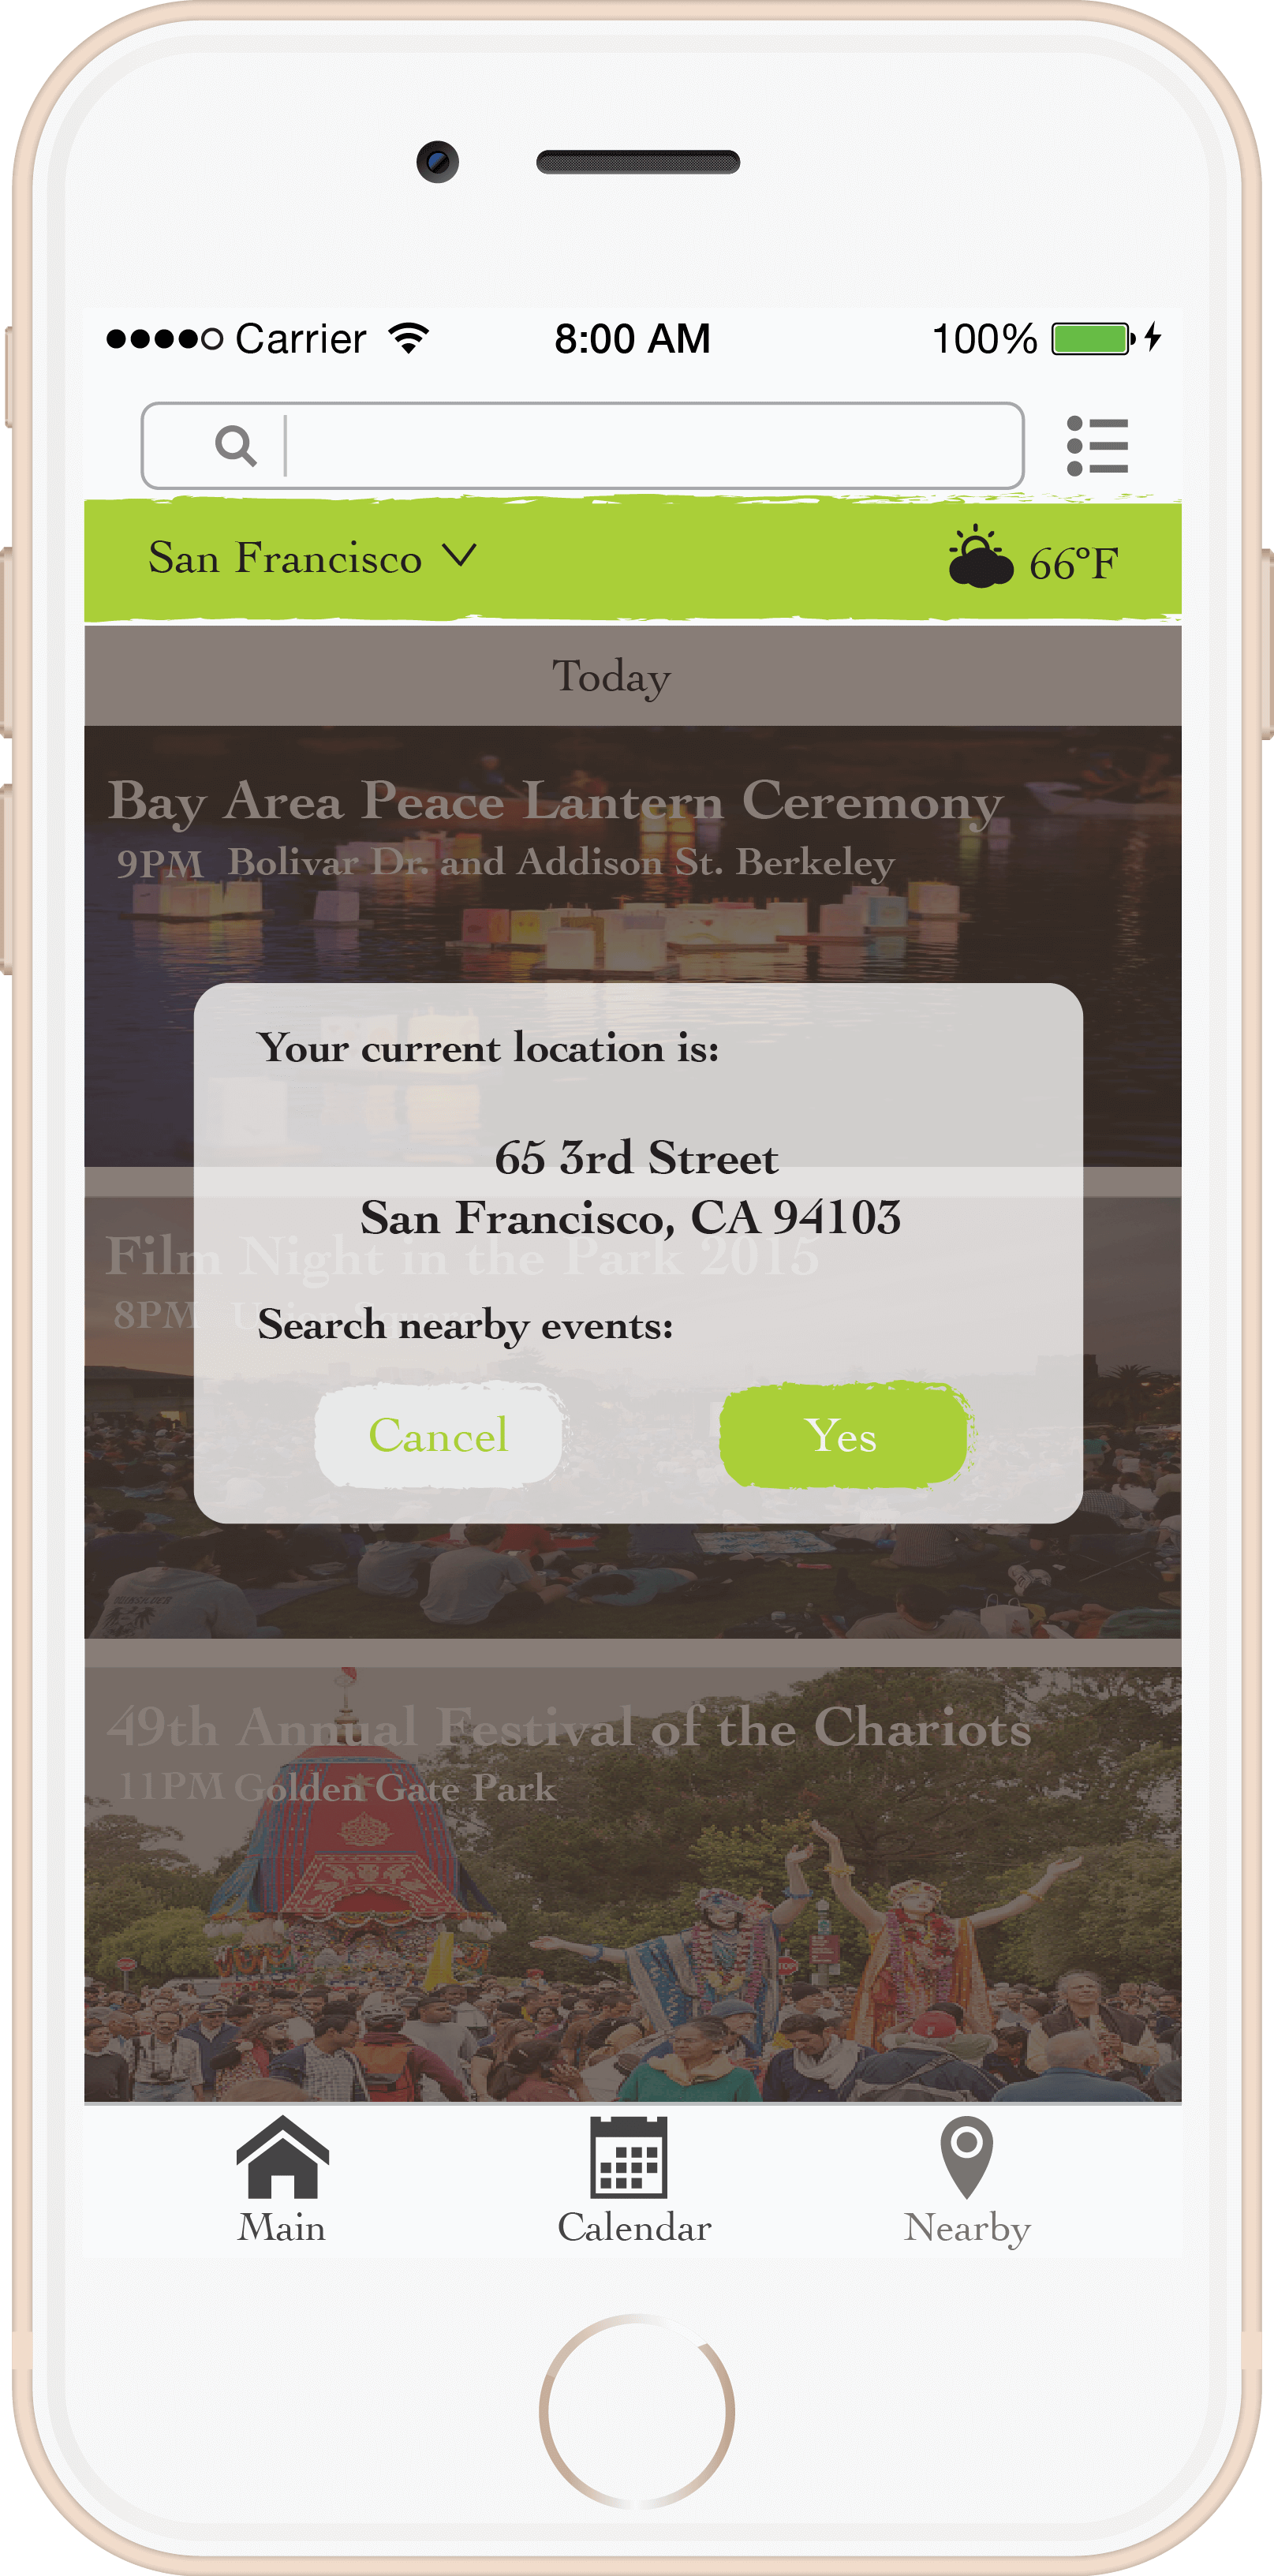 Carrier 8:00 AM 100%
San Francisco 66°F
Today
Bay Area Peace Lantern Ceremony
9PM Bolivar Dr. and Addison St. Berkeley
Your current location is:
65 3rd Street
San Francisco, CA 94103
Film Night in the Park 2015
8PM Union Square
Search nearby events:
Cancel Yes
49th Annual Festival of the Chariots
11PM Golden Gate Park
STOP
Main Calendar Nearby